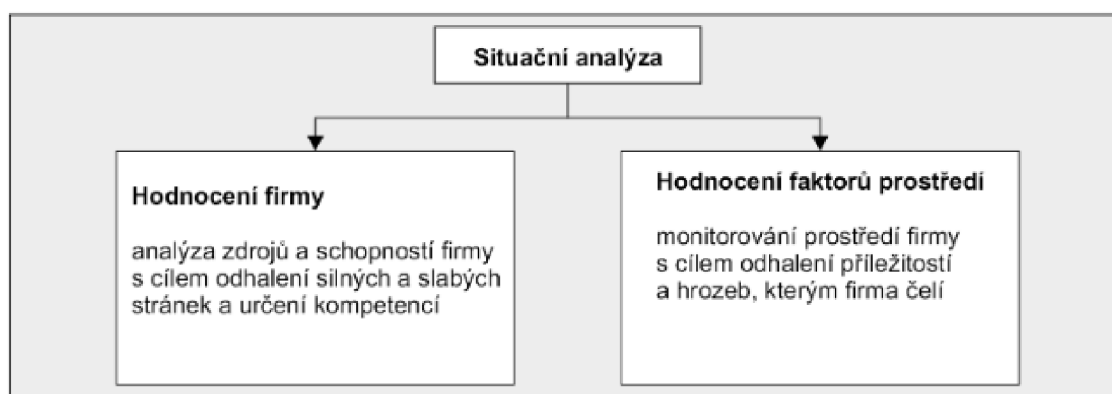 Situační analýza
Hodnocení firmy
analýza zdrojů a schopností firmy
s cílem odhalení silných a slabých
stránek a určení kompetencí
Hodnocení faktorů prostředí
monitorování prostředí firmy
s cílem odhalení příležitostí
a hrozeb, kterým firma čelí